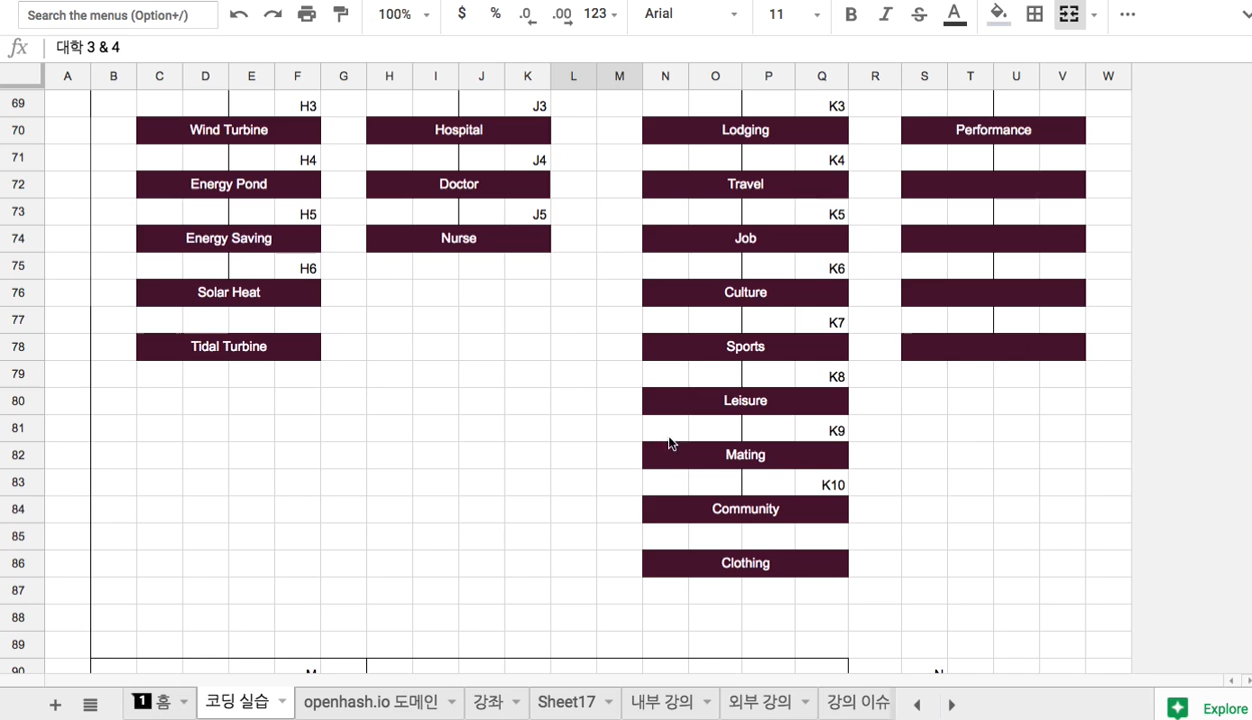 Search the menus (Option+/) 100% $ % .0 .00 123 Arial 11 B I S A
fx 대학 3 & 4
A B C D E F G H I J K L M N O P Q R S T U V W
69 H3 J3 K3
70 Wind Turbine Hospital Lodging Performance
71 H4 J4 K4
72 Energy Pond Doctor Travel
73 H5 J5 K5
74 Energy Saving Nurse Job
75 H6 K6
76 Solar Heat Culture
77 K7
78 Tidal Turbine Sports
79 K8
80 Leisure
81 K9
82 Mating
83 K10
84 Community
85
86 Clothing
87
88
89
90 M N
1 홈 코딩 실습 openhash.io 도메인 강좌 Sheet17 내부 강의 외부 강의 강의 이슈 Explore